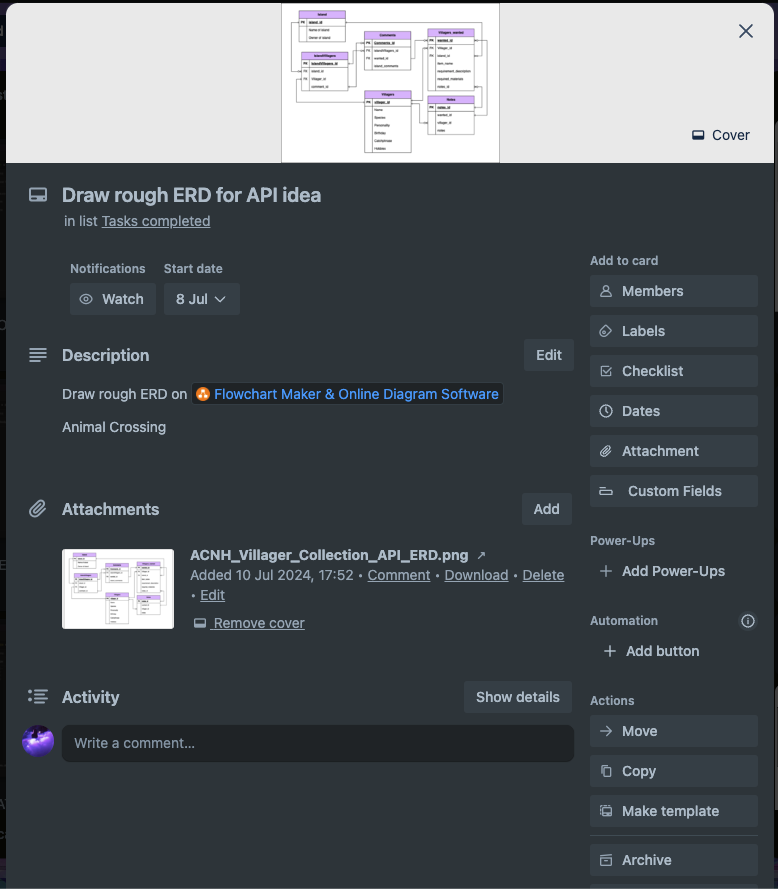 Island
PK island_id
Name of island
Owner of island
IslandVillagers
PK IslandVillagers_id
FK island_id
FK villager_id
comment_id
Comments
PK Comments_id
FK islandVillagers_id
FK wanted_id
island_comments
Villagers_wanted
PK wanted_id
FK villager_id
FK island_id
item_name
requirement_description
required_materials
notes_id
Villagers
PK villager_id
Name
Species
Personality
Birthday
Catchphrase
Hobbies
Notes
PK notes_id
wanted_id
villager_id
notes
Cover
Draw rough ERD for API idea
in list Tasks completed
Notifications
Start date
Watch
8 Jul
Description
Edit
Draw rough ERD on Flowchart Maker & Online Diagram Software
Animal Crossing
Attachments
Add
ACNH_Villager_Collection_API_ERD.png ↗
Added 10 Jul 2024, 17:52 • Comment • Download • Delete
• Edit
Remove cover
Activity
Show details
Write a comment...
Add to card
Members
Labels
Checklist
Dates
Attachment
Custom Fields
Power-Ups
+ Add Power-Ups
Automation
+ Add button
Actions
Move
Copy
Make template
Archive